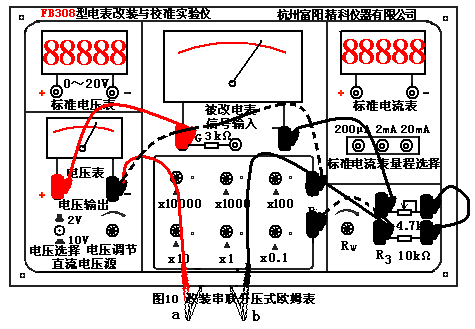 FB308型电表改装与校准实验仪
杭州富阳精科仪器有限公司
88888
0～20V
+ -
标准电压表
被改电表
信号输入
G 3kΩ
88888
+ -
标准电流表
200μA 2mA 20mA
标准电流表量程选择
电压表
+ -
电压输出
2V
10V
电压选择 电压调节
直流电压源
x10000 x1000 x100
x10 x1 x0.1
Rw
4.7k
R3 10kΩ
图10 改装串联分压式欧姆表
a b